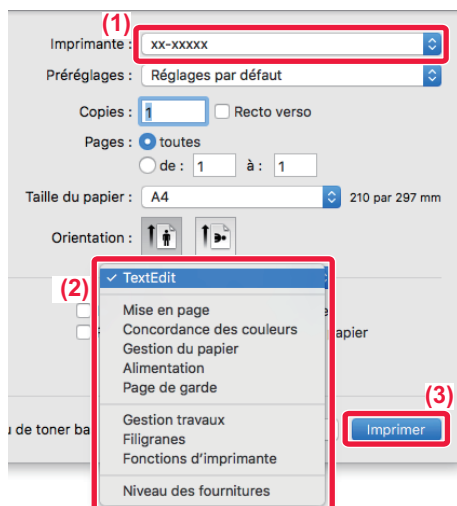 (1)
Imprimante : xx-xxxxx
Préréglages : Réglages par défaut
Copies : 1 Recto verso
Pages : toutes
de : 1 à : 1
Taille du papier : A4 210 par 297 mm
Orientation :
(2)
TextEdit
Mise en page
Concordance des couleurs
Gestion du papier
apier
Alimentation
Page de garde
(3)
Gestion travaux
de toner ba
Imprimer
Filigranes
Fonctions d'imprimante
Niveau des fournitures